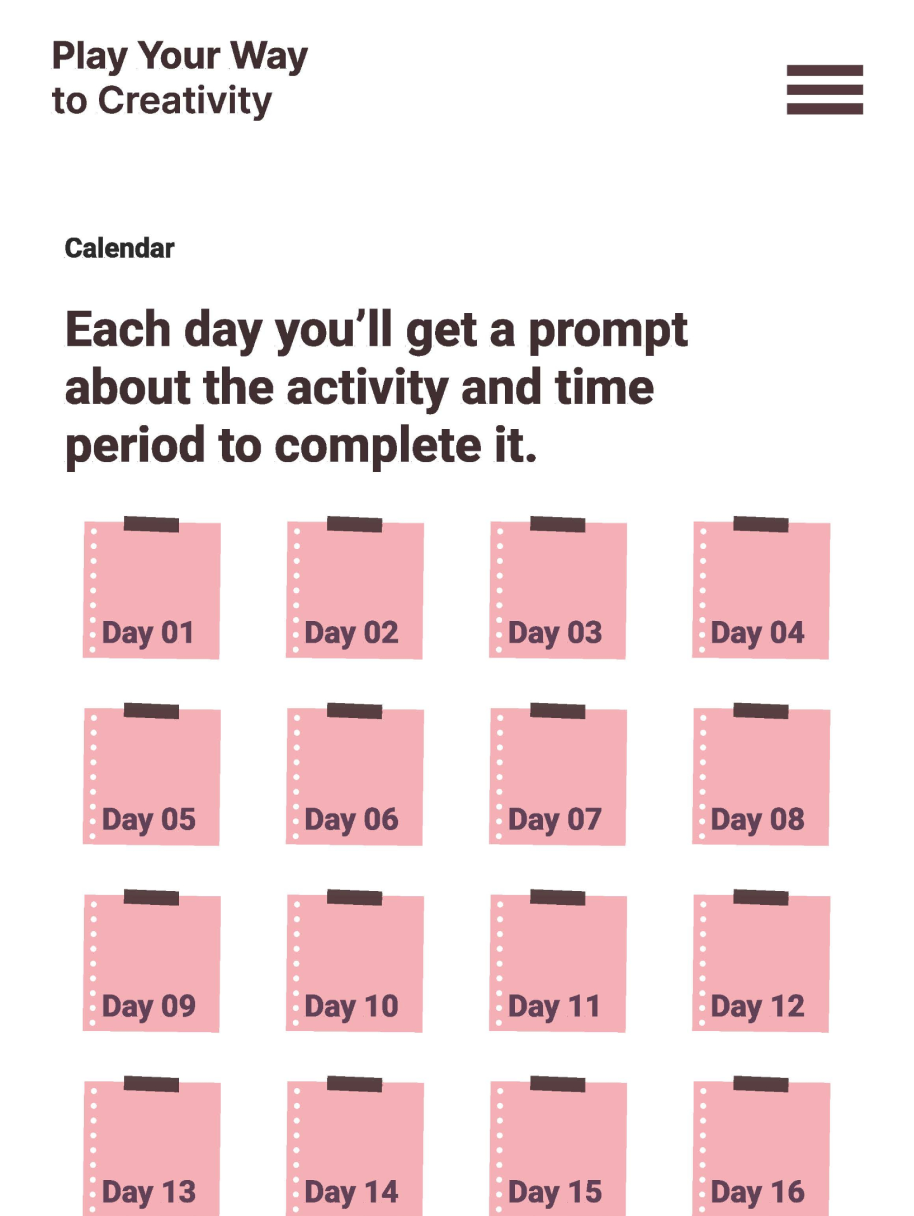 Play Your Way
to Creativity
Calendar
Each day you’ll get a prompt
about the activity and time
period to complete it.
Day 01
Day 02
Day 03
Day 04
Day 05
Day 06
Day 07
Day 08
Day 09
Day 10
Day 11
Day 12
Day 13
Day 14
Day 15
Day 16